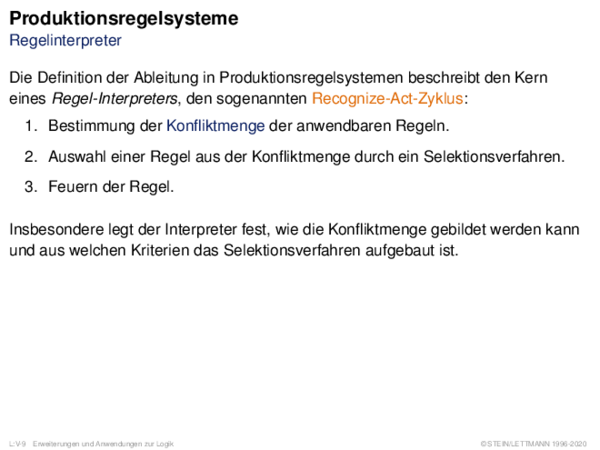 Produktionsregelsysteme
Regelinterpreter
Die Definition der Ableitung in Produktionsregelsystemen beschreibt den Kern
eines Regel-Interpreters, den sogenannten Recognize-Act-Zyklus:
1. Bestimmung der Konfliktmenge der anwendbaren Regeln.
2. Auswahl einer Regel aus der Konfliktmenge durch ein Selektionsverfahren.
3. Feuern der Regel.
Insbesondere legt der Interpreter fest, wie die Konfliktmenge gebildet werden kann
und aus welchen Kriterien das Selektionsverfahren aufgebaut ist.
L:V-9 Erweiterungen und Anwendungen zur Logik ©STEIN/LETTMANN 1996-2020